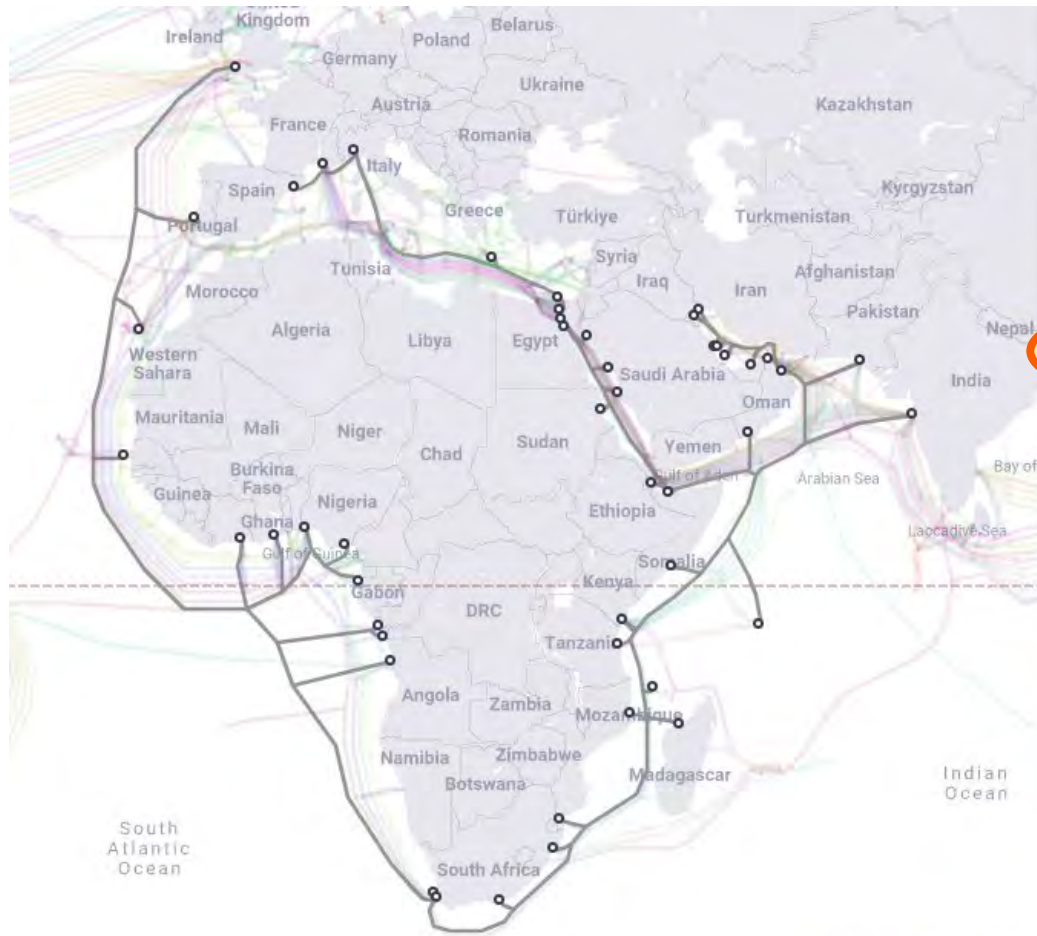 United
Kingdom
Ireland
Belarus
Poland
Germany
Ukraine
Kazakhstan
Austria
France
Romania
Italy
Kyrgyzstan
Spain
Portugal
Greece
Türkiye
Turkmenistan
Syria
Tunisia
Afghanistan
Iraq
Iran
Morocco
Pakistan
Algeria
Libya
Egypt
Nepal
Western
Sahara
Saudi Arabia
India
Oman
Mauritania
Mali
Niger
Sudan
Chad
Yemen
Burkina
Faso
Gulf of Aden
Arabian Sea
Bay of
Guinea
Nigeria
Ethiopia
Ghana
Laccadive Sea
Gulf of Guinea
Somalia
Kenya
Gabon
DRC
Tanzani
Angola
Zambia
Mozambique
Namibia
Zimbabwe
Botswana
Madagascar
Indian
Ocean
South
Atlantic
Ocean
South Africa